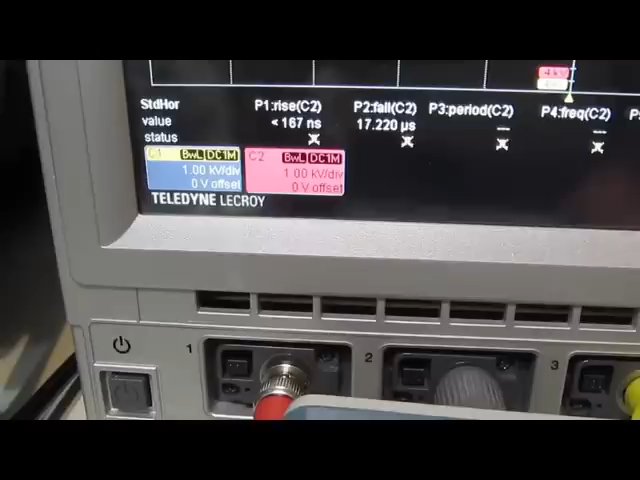 -4 kV
StdHor P1:rise(C2) P2:fall(C2) P3:period(C2) P4:freq(C2)
value < 167 ns 17.220 µs --- ---
status
C1 BwL DC1M C2 BwL DC1M
1.00 kV/div 1.00 kV/div
0 V offset 0 V offset
TELEDYNE LECROY
1 2 3